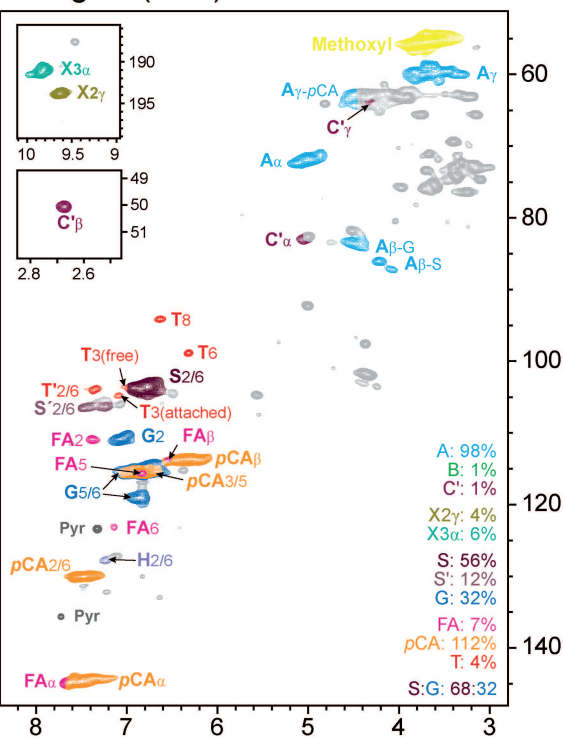 Methoxyl
190
X3α
X2γ
195
10 9.5 9
60
Aγ
Aγ-pCA
C'γ
Aα
49
50
C'β
51
2.8 2.6
80
C'α
Aβ-G
Aβ-S
T8
100
T3(free)
T6
S2/6
T'2/6
S´2/6
T3(attached)
FA2
G2
FAβ
FA5
pCAβ
pCA3/5
G5/6
120
Pyr
FA6
H2/6
pCA2/6
Pyr
140
FAα
pCAα
A: 98%
B: 1%
C': 1%
X2γ: 4%
X3α: 6%
S: 56%
S': 12%
G: 32%
FA: 7%
pCA: 112%
T: 4%
S:G: 68:32
8 7 6 5 4 3